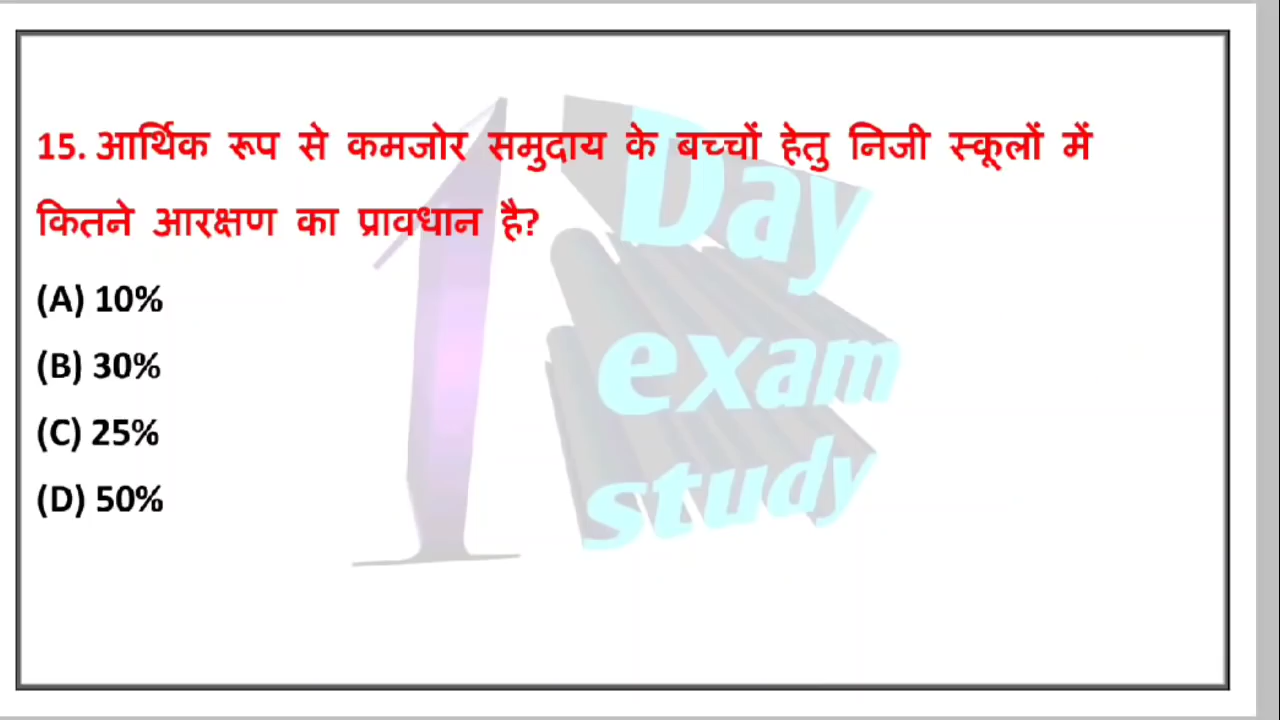 15. आर्थिक रूप से कमजोर समुदाय के बच्चों हेतु निजी स्कूलों में
कितने आरक्षण का प्रावधान है?
(A) 10%
(B) 30%
(C) 25%
(D) 50%
1 Day
exam
study